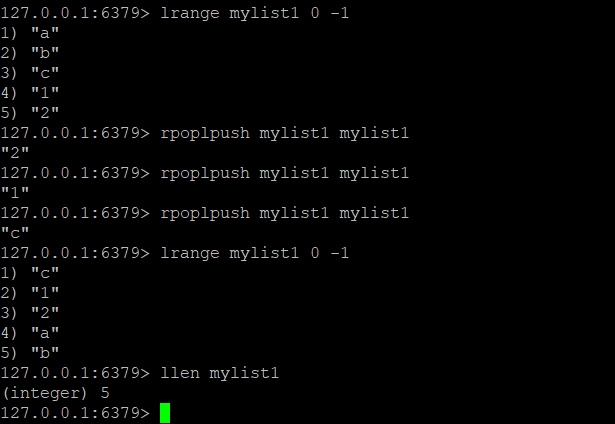 127.0.0.1:6379> lrange mylist1 0 -1
1) "a"
2) "b"
3) "c"
4) "1"
5) "2"
127.0.0.1:6379> rpoplpush mylist1 mylist1
"2"
127.0.0.1:6379> rpoplpush mylist1 mylist1
"1"
127.0.0.1:6379> rpoplpush mylist1 mylist1
"c"
127.0.0.1:6379> lrange mylist1 0 -1
1) "c"
2) "1"
3) "2"
4) "a"
5) "b"
127.0.0.1:6379> llen mylist1
(integer) 5
127.0.0.1:6379>